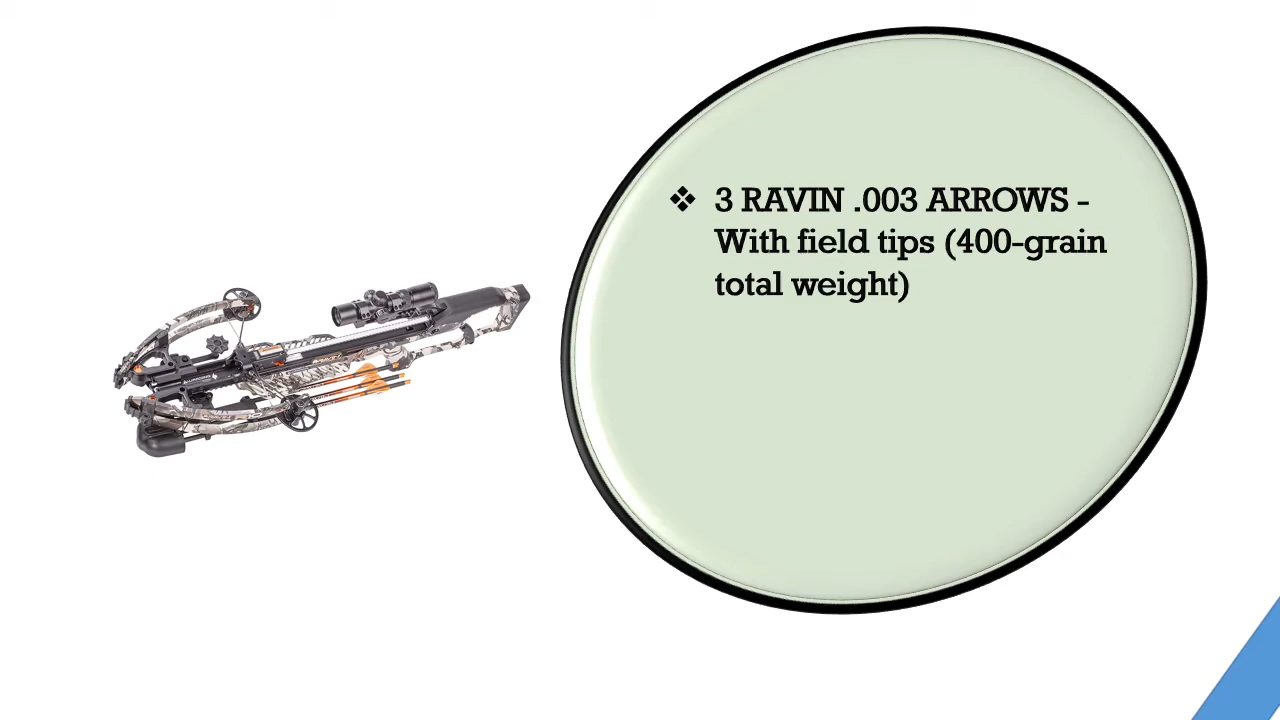 ❖ 3 RAVIN .003 ARROWS -
With field tips (400-grain
total weight)